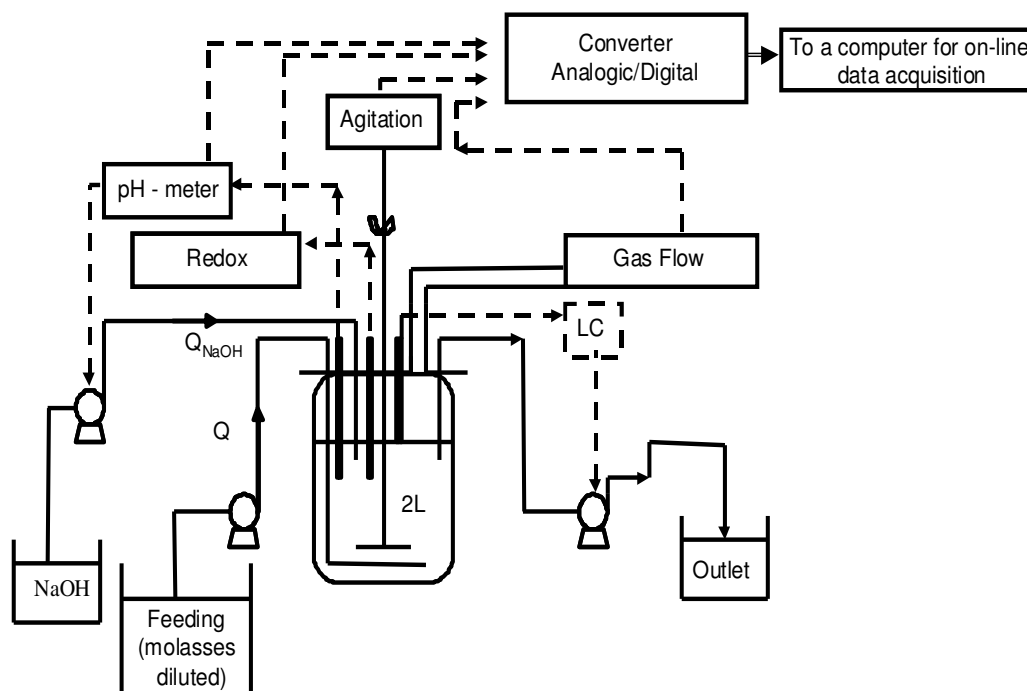 Converter
Analogic/Digital
To a computer for on-line
data acquisition
Agitation
pH - meter
Redox
Gas Flow
LC
QNaOH
Q
2L
NaOH
Outlet
Feeding
(molasses
diluted)